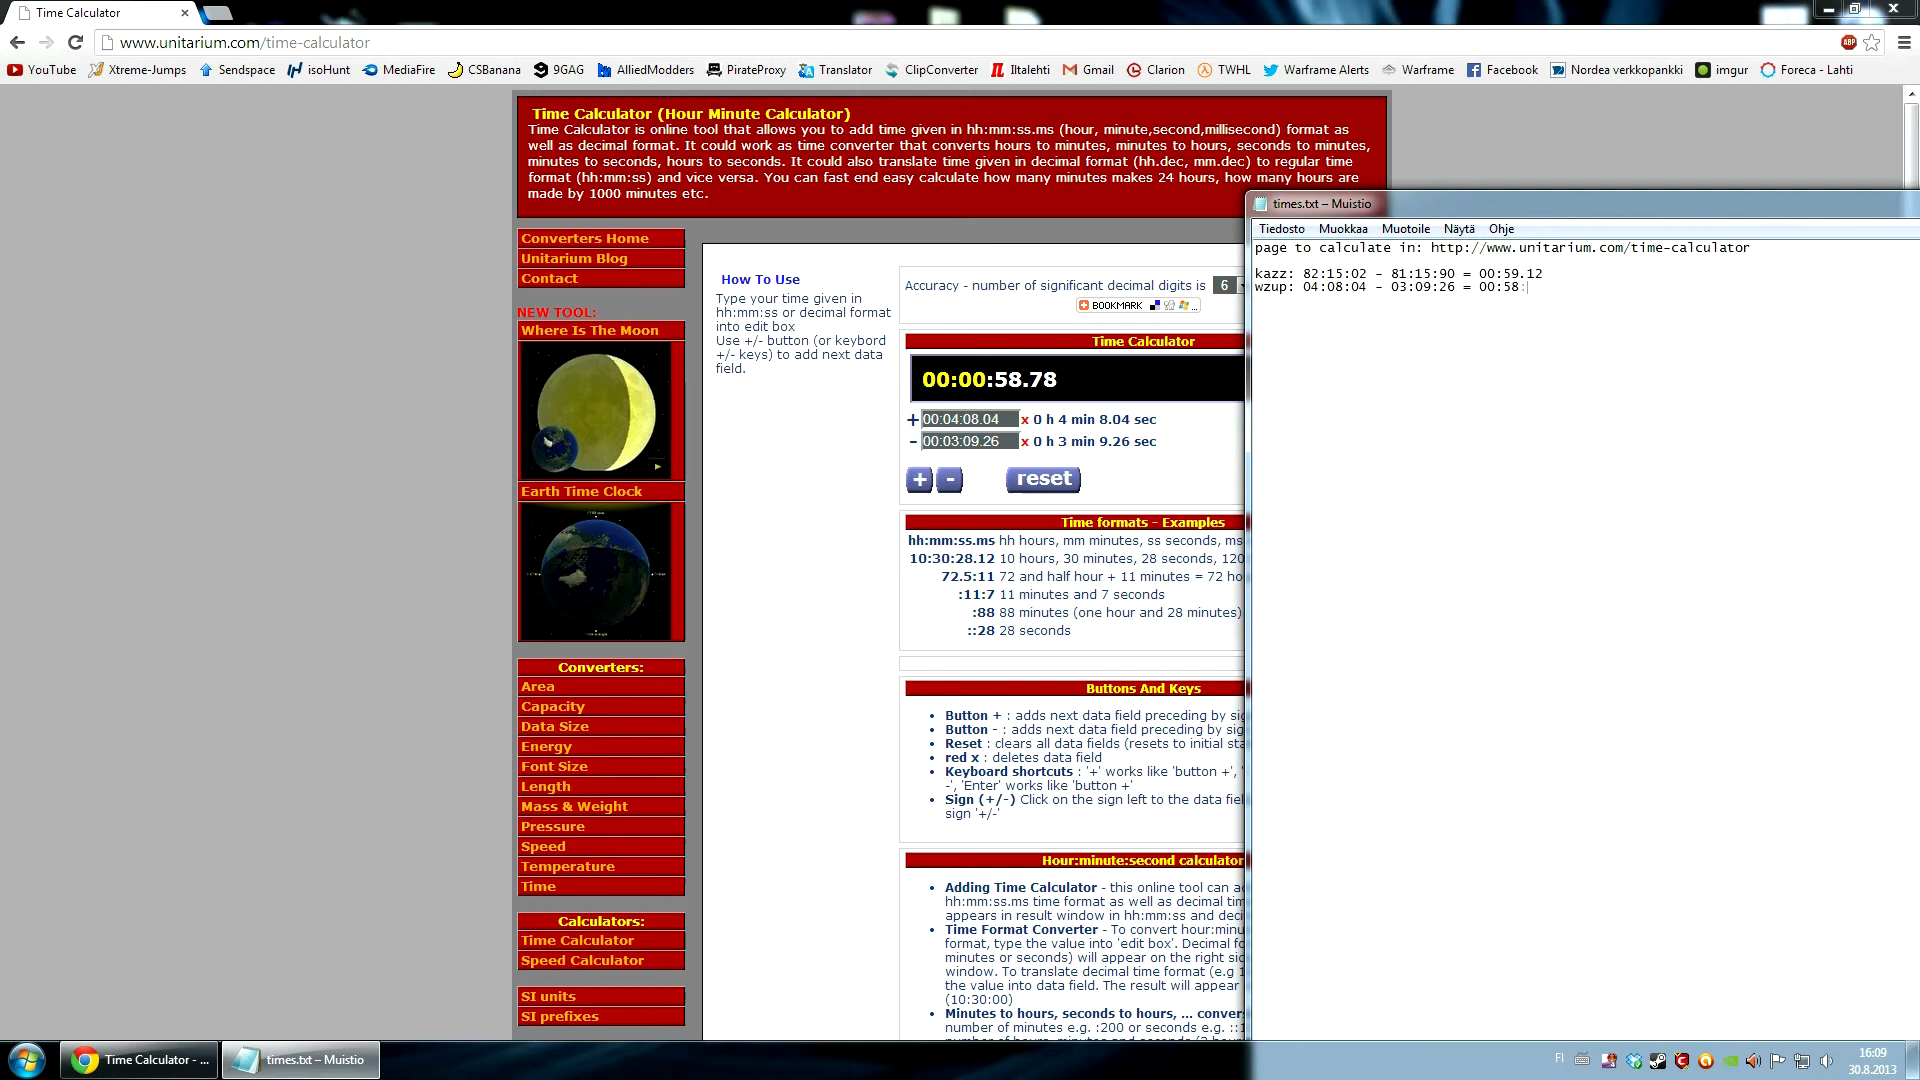 Time Calculator
www.unitarium.com/time-calculator
YouTube Xtreme-Jumps Sendspace isoHunt MediaFire CSBanana 9GAG AlliedModders PirateProxy Translator ClipConverter Iltalehti Gmail Clarion TWHL Warframe Alerts Warframe Facebook Nordea verkkopankki imgur Foreca - Lahti
Time Calculator (Hour Minute Calculator)
Time Calculator is online tool that allows you to add time given in hh:mm:ss.ms (hour, minute,second,millisecond) format as
well as decimal format. It could work as time converter that converts hours to minutes, minutes to hours, seconds to minutes,
minutes to seconds, hours to seconds. It could also translate time given in decimal format (hh.dec, mm.dec) to regular time
format (hh:mm:ss) and vice versa. You can fast end easy calculate how many minutes makes 24 hours, how many hours are
made by 1000 minutes etc.
Converters Home
Unitarium Blog
Contact
NEW TOOL:
Where Is The Moon
Earth Time Clock
Converters:
Area
Capacity
Data Size
Energy
Font Size
Length
Mass & Weight
Pressure
Speed
Temperature
Time
Calculators:
Time Calculator
Speed Calculator
SI units
SI prefixes
How To Use
Type your time given in
hh:mm:ss or decimal format
into edit box
Use +/- button (or keybord
+/- keys) to add next data
field.
Accuracy - number of significant decimal digits is 6
BOOKMARK
Time Calculator
00:00:58.78
+ 00:04:08.04 x 0 h 4 min 8.04 sec
- 00:03:09.26 x 0 h 3 min 9.26 sec
+ - reset
Time formats - Examples
hh:mm:ss.ms hh hours, mm minutes, ss seconds, ms
10:30:28.12 10 hours, 30 minutes, 28 seconds, 120
72.5:11 72 and half hour + 11 minutes = 72 ho
:11:7 11 minutes and 7 seconds
:88 88 minutes (one hour and 28 minutes)
::28 28 seconds
Buttons And Keys
• Button + : adds next data field preceding by sig
• Button - : adds next data field preceding by sig
• Reset : clears all data fields (resets to initial sta
• red x : deletes data field
• Keyboard shortcuts : '+' works like 'button +', '
-', 'Enter' works like 'button +'
• Sign (+/-) Click on the sign left to the data fiel
sign '+/-'
Hour:minute:second calculator
• Adding Time Calculator - this online tool can a
hh:mm:ss.ms time format as well as decimal tim
appears in result window in hh:mm:ss and deci
• Time Format Converter - To convert hour:minu
format, type the value into 'edit box'. Decimal fo
minutes or seconds) will appear on the right sid
window. To translate decimal time format (e.g 1
the value into data field. The result will appear
(10:30:00)
• Minutes to hours, seconds to hours, ... conver
number of minutes e.g. :200 or seconds e.g. ::1
times.txt – Muistio
Tiedosto Muokkaa Muotoile Näytä Ohje
page to calculate in: http://www.unitarium.com/time-calculator
kazz: 82:15:02 - 81:15:90 = 00:59.12
wzup: 04:08:04 - 03:09:26 = 00:58:
Time Calculator - ...
times.txt – Muistio
FI
16:09
30.8.2013